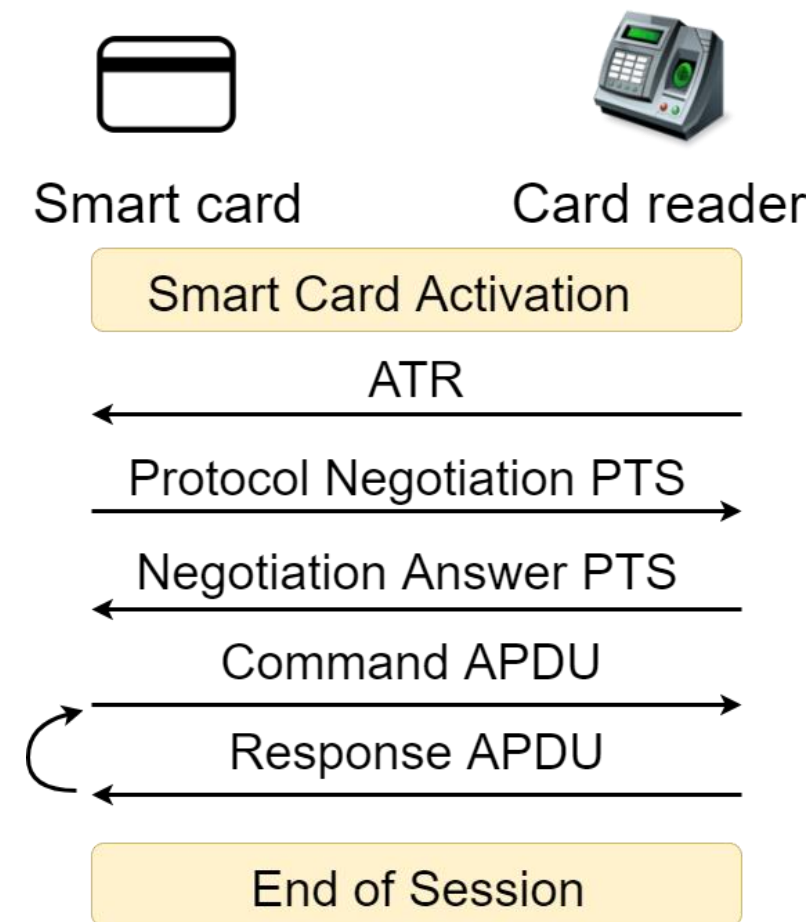 Smart card
Card reader
Smart Card Activation
ATR
Protocol Negotiation PTS
Negotiation Answer PTS
Command APDU
Response APDU
End of Session